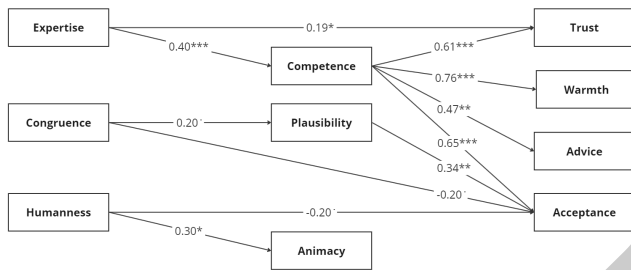 Expertise
0.19*
Trust
0.40***
0.61***
Competence
0.76***
Warmth
Congruence
0.20˙
Plausibility
0.47**
Advice
0.65***
0.34**
-0.20˙
Humanness
-0.20˙
Acceptance
0.30*
Animacy